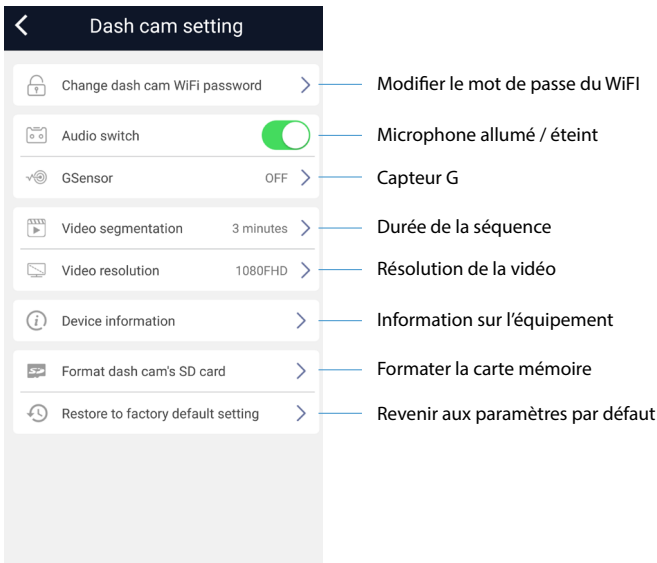 Dash cam setting
Change dash cam WiFi password
Modifier le mot de passe du WiFI
Audio switch
Microphone allumé / éteint
GSensor OFF
Capteur G
Video segmentation 3 minutes
Durée de la séquence
Video resolution 1080FHD
Résolution de la vidéo
Device information
Information sur l'équipement
Format dash cam's SD card
Formater la carte mémoire
Restore to factory default setting
Revenir aux paramètres par défaut